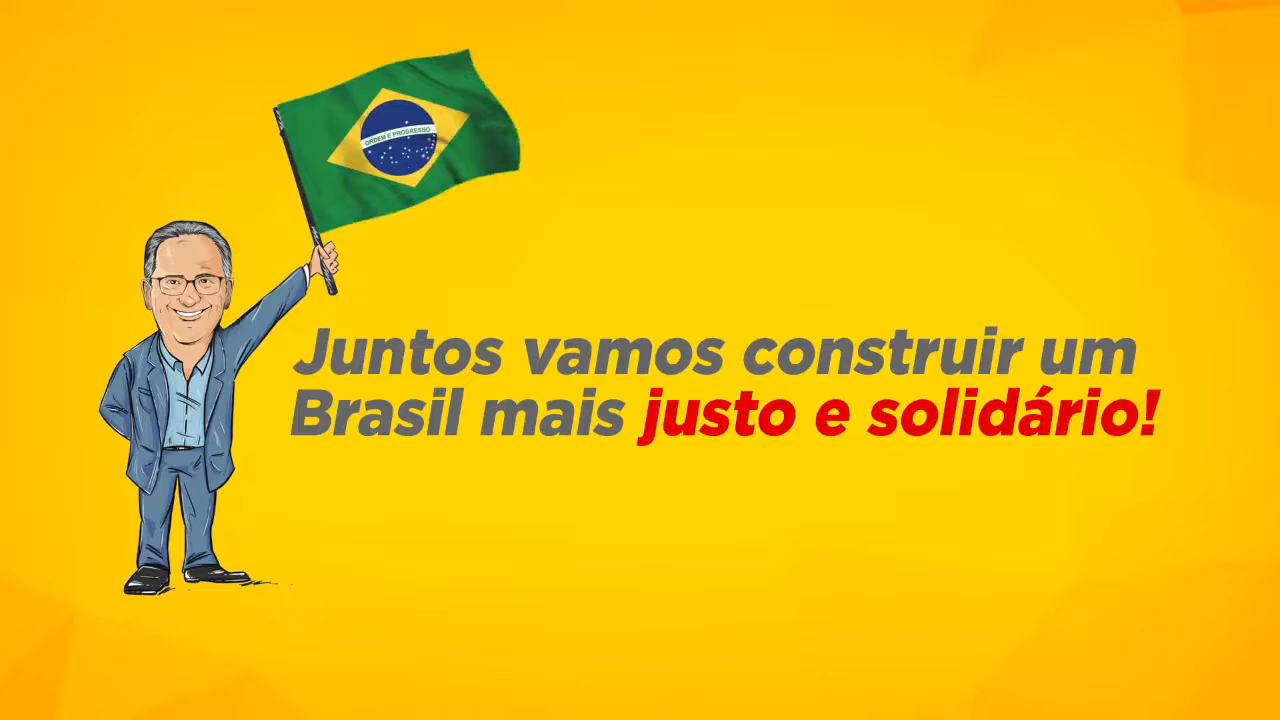 ORDEM E PROGRESSO
Juntos vamos construir um
Brasil mais justo e solidário!